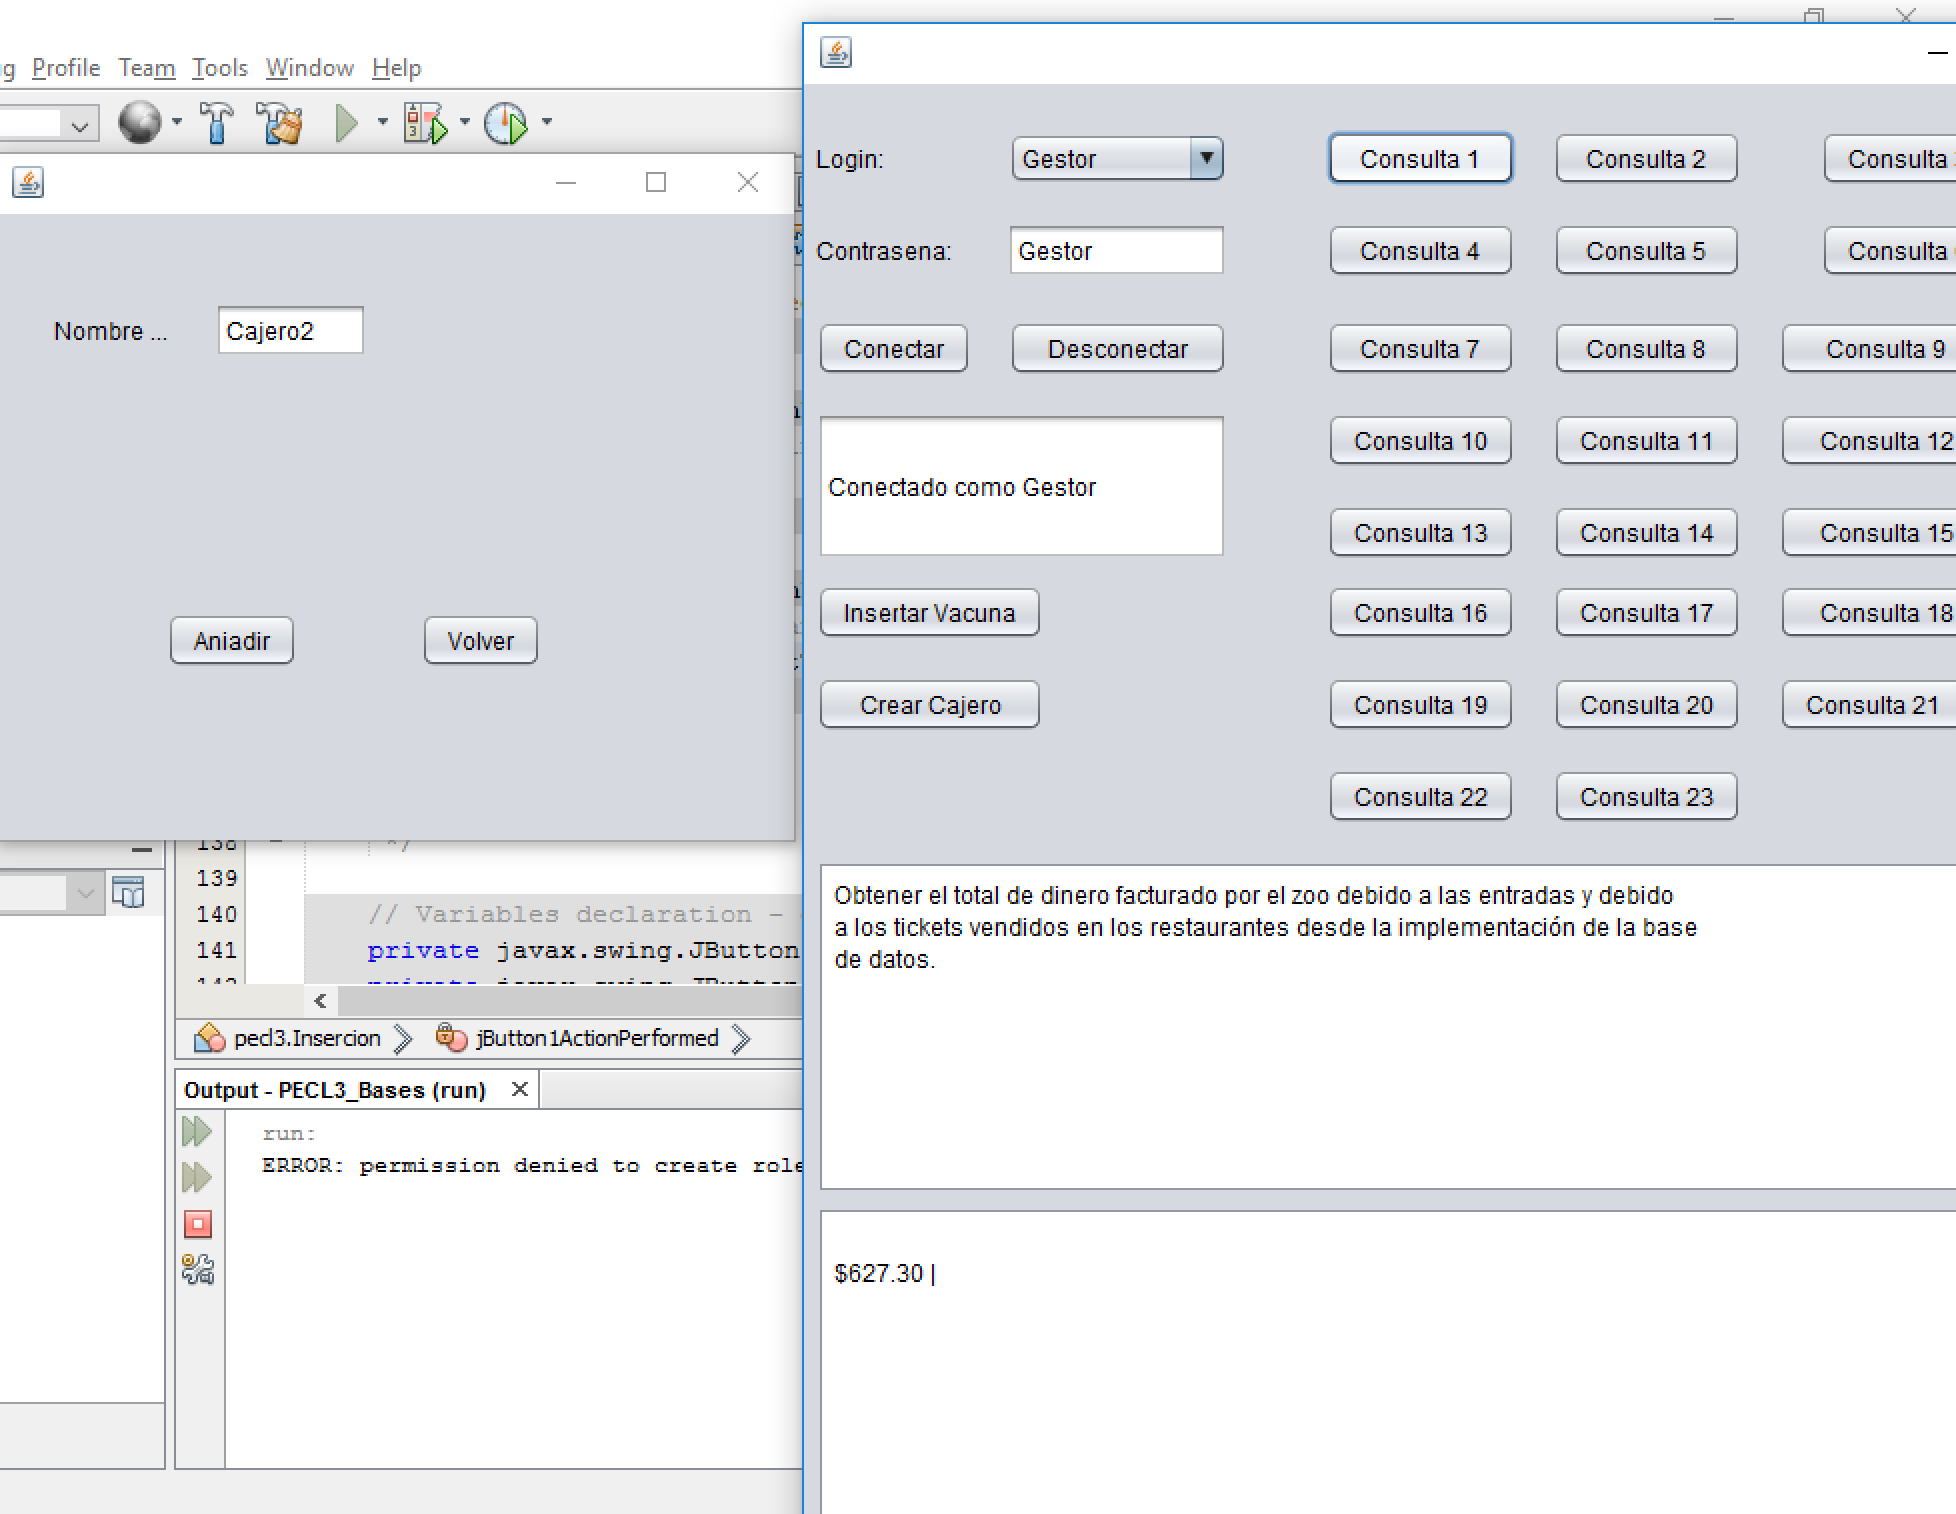 Profile Team Tools Window Help
Nombre ...
Cajero2
Aniadir
Volver
138
*/
139
140
// Variables declaration -
141
private javax.swing.JButton
pecl3.Insercion
jButton1ActionPerformed
Output - PECL3_Bases (run)
run:
ERROR: permission denied to create role
Login:
Gestor
Contrasena:
Gestor
Conectar
Desconectar
Conectado como Gestor
Insertar Vacuna
Crear Cajero
Consulta 1
Consulta 2
Consulta
Consulta 4
Consulta 5
Consulta
Consulta 7
Consulta 8
Consulta 9
Consulta 10
Consulta 11
Consulta 12
Consulta 13
Consulta 14
Consulta 15
Consulta 16
Consulta 17
Consulta 18
Consulta 19
Consulta 20
Consulta 21
Consulta 22
Consulta 23
Obtener el total de dinero facturado por el zoo debido a las entradas y debido
a los tickets vendidos en los restaurantes desde la implementación de la base
de datos.
$627.30 |